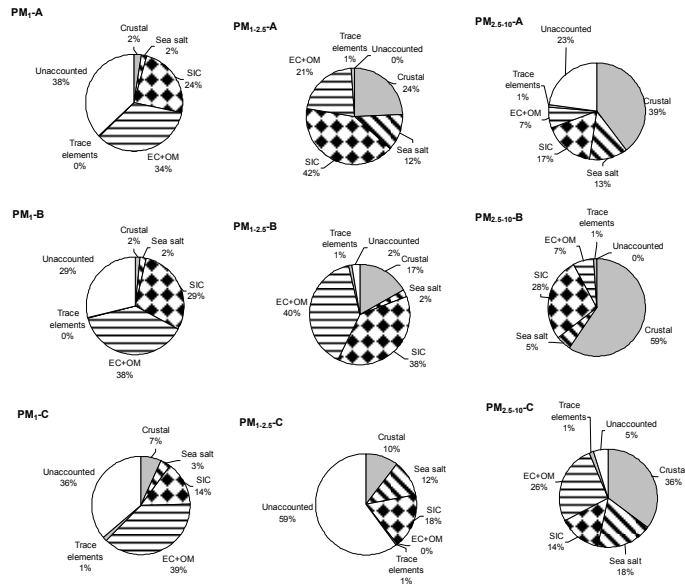 PM1-A
Crustal
2%
Sea salt
2%
SIC
24%
EC+OM
34%
Trace
elements
0%
Unaccounted
38%
PM1-2.5-A
Trace
elements
1%
Unaccounted
0%
Crustal
24%
Sea salt
12%
SIC
42%
EC+OM
21%
PM2.5-10-A
Unaccounted
23%
Crustal
39%
Sea salt
13%
SIC
17%
EC+OM
7%
Trace
elements
1%
PM1-B
Crustal
2%
Sea salt
2%
SIC
29%
EC+OM
38%
Trace
elements
0%
Unaccounted
29%
PM1-2.5-B
Trace
elements
1%
Unaccounted
2%
Crustal
17%
Sea salt
2%
SIC
38%
EC+OM
40%
PM2.5-10-B
Trace
elements
1%
Unaccounted
0%
Crustal
59%
Sea salt
5%
SIC
28%
EC+OM
7%
PM1-C
Crustal
7%
Sea salt
3%
SIC
14%
EC+OM
39%
Trace
elements
1%
Unaccounted
36%
PM1-2.5-C
Crustal
10%
Sea salt
12%
SIC
18%
EC+OM
0%
Trace
elements
1%
Unaccounted
59%
PM2.5-10-C
Trace
elements
1%
Unaccounted
5%
Crusta
36%
Sea salt
18%
SIC
14%
EC+OM
26%